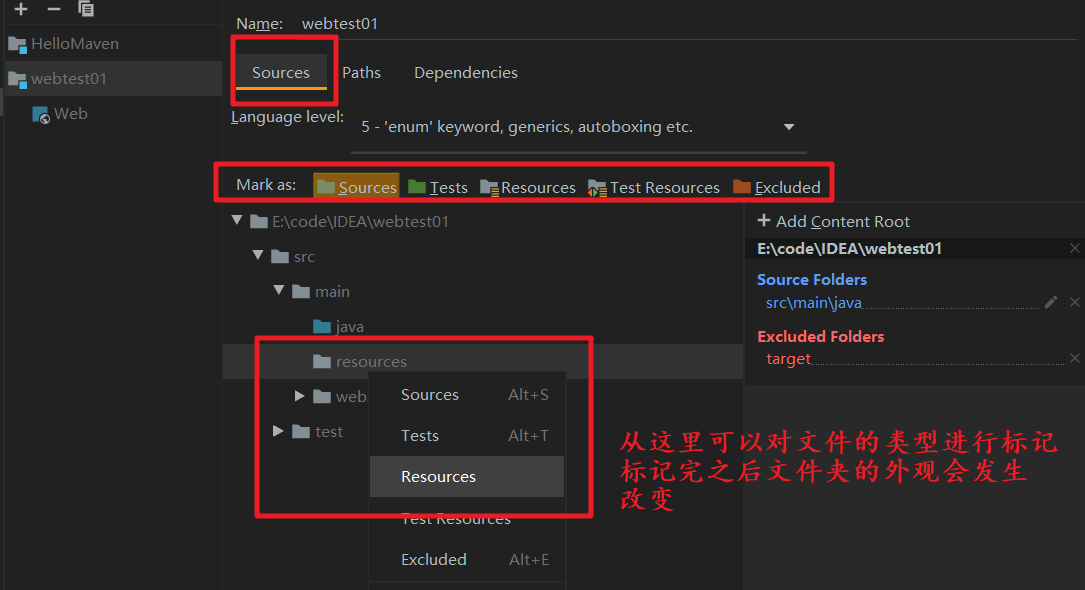 Name: webtest01
HelloMaven
webtest01
Web
Sources Paths Dependencies
Language level: 5 - 'enum' keyword, generics, autoboxing etc.
Mark as: Sources Tests Resources Test Resources Excluded
E:\code\IDEA\webtest01
src
main
java
resources
web
test
Sources Alt+S
Tests Alt+T
Resources
Test Resources
Excluded Alt+E
+ Add Content Root
E:\code\IDEA\webtest01
Source Folders
src\main\java
Excluded Folders
target
从这里可以对文件的类型进行标记
标记完之后文件夹的外观会发生
改变